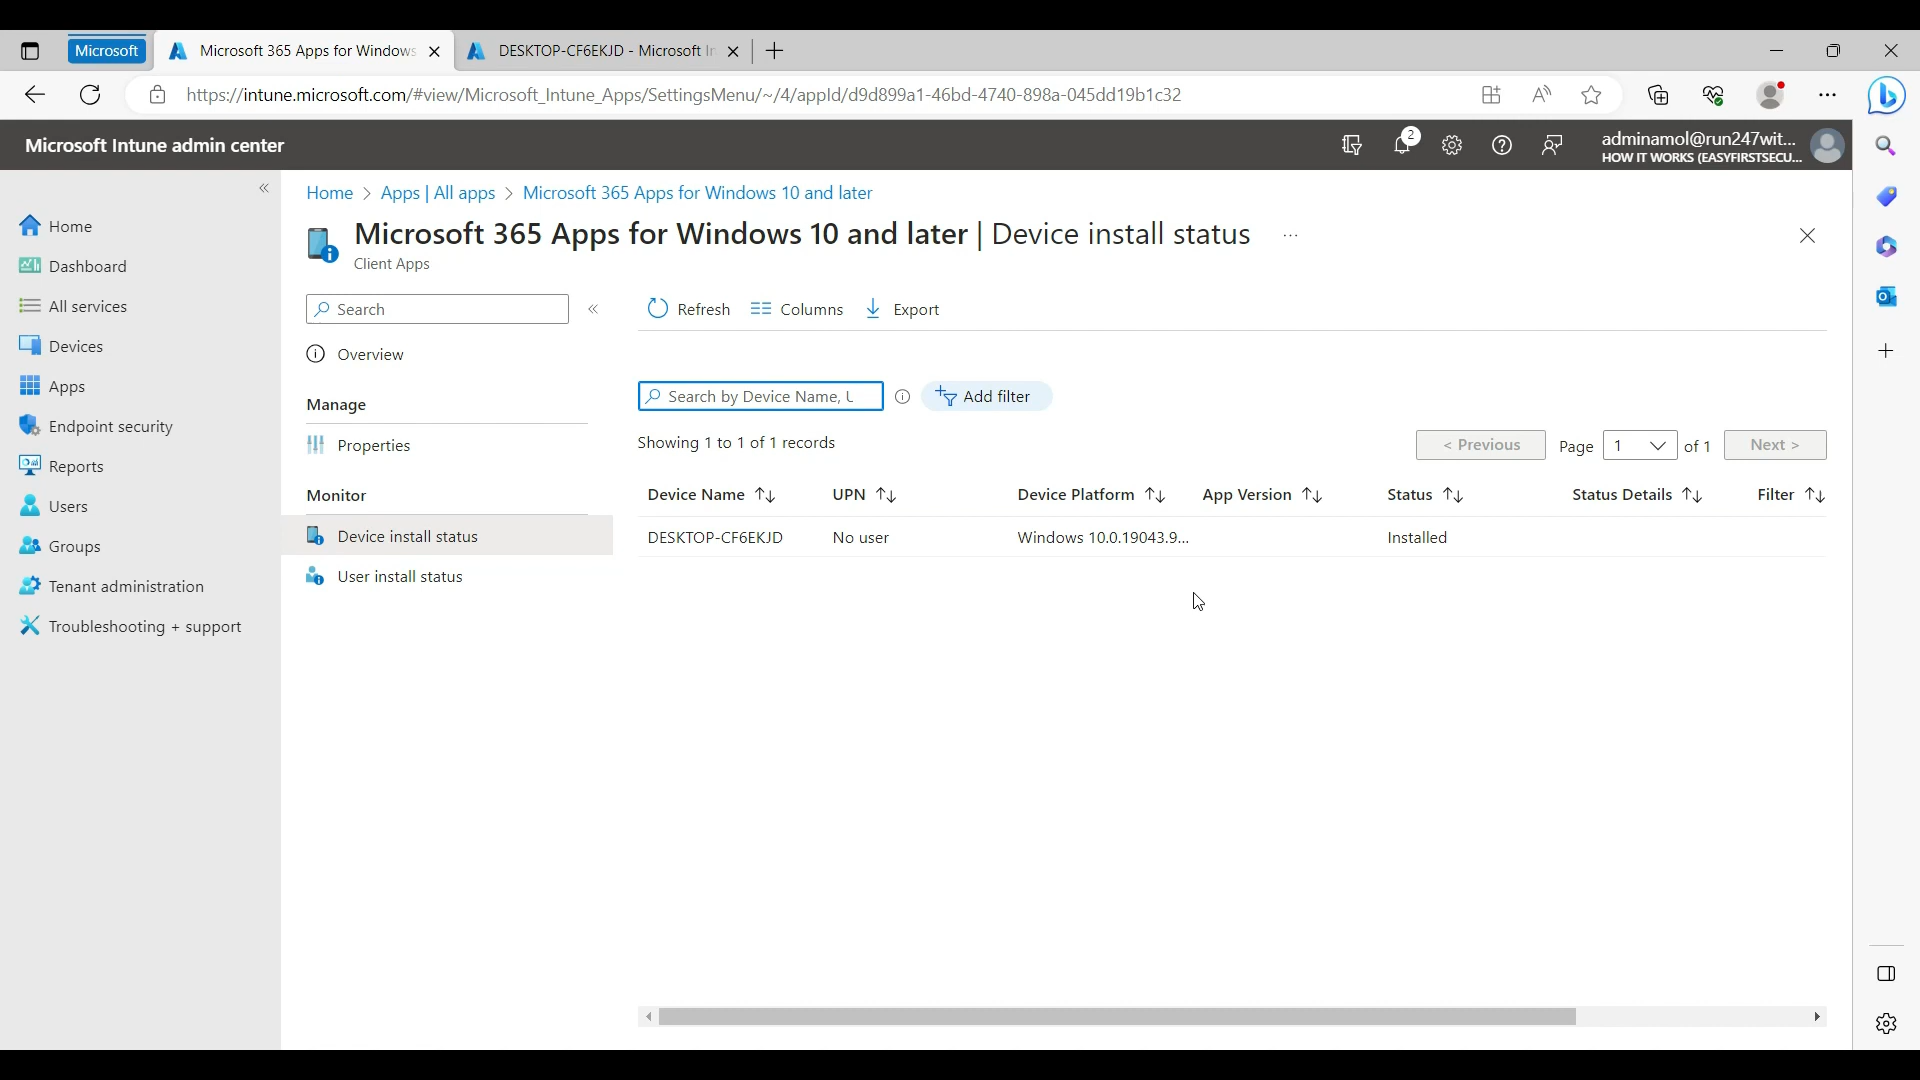 Microsoft
Microsoft 365 Apps for Windows
DESKTOP-CF6EKJD - Microsoft In
https://intune.microsoft.com/#view/Microsoft_Intune_Apps/SettingsMenu/~/4/appId/d9d899a1-46bd-4740-898a-045dd19b1c32
Microsoft Intune admin center
2
adminamol@run247wit...
HOW IT WORKS (EASYFIRSTSECU...
Home > Apps | All apps > Microsoft 365 Apps for Windows 10 and later
Microsoft 365 Apps for Windows 10 and later | Device install status ...
Client Apps
Home
Dashboard
All services
Devices
Apps
Endpoint security
Reports
Users
Groups
Tenant administration
Troubleshooting + support
Search
Overview
Manage
Properties
Monitor
Device install status
User install status
Refresh Columns Export
Search by Device Name, U
Add filter
Showing 1 to 1 of 1 records
< Previous Page 1 of 1 Next >
Device Name UPN Device Platform App Version Status Status Details Filter
DESKTOP-CF6EKJD No user Windows 10.0.19043.9... Installed